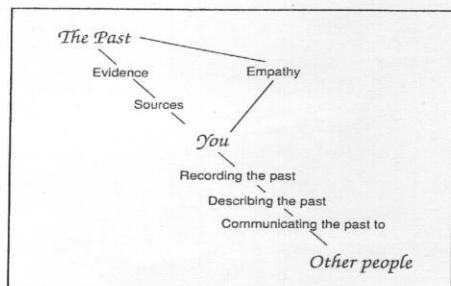 The Past
Evidence
Empathy
Sources
You
Recording the past
Describing the past
Communicating the past to
Other people